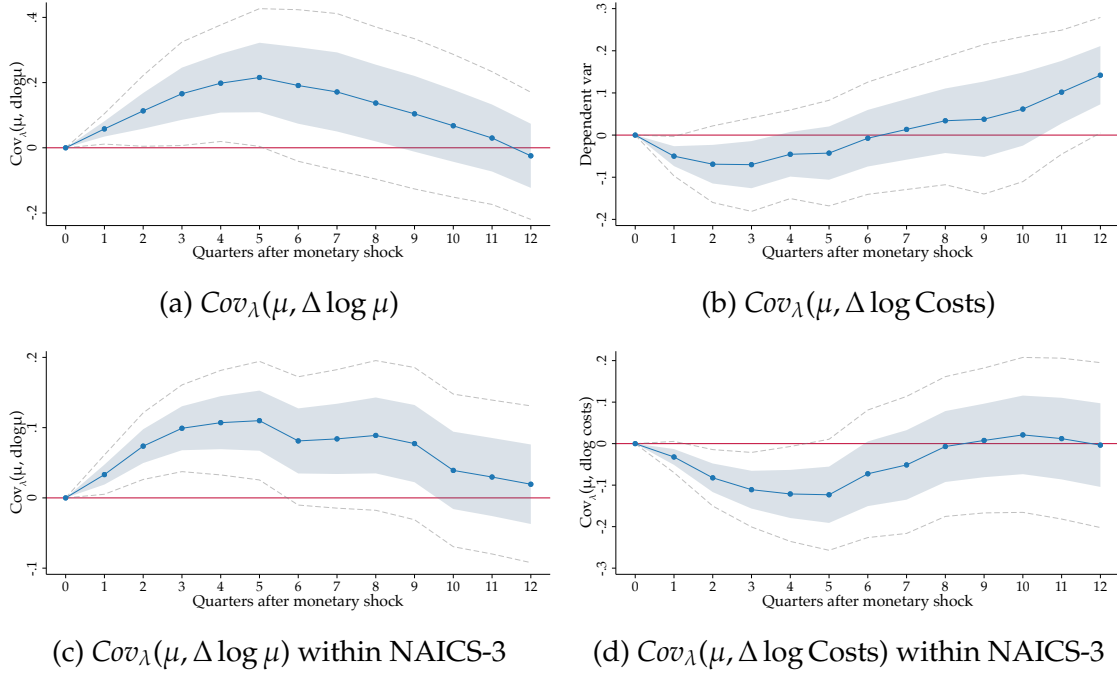 Cov_λ(μ, dlogμ)
.4
.2
0
-.2
0 1 2 3 4 5 6 7 8 9 10 11 12
Quarters after monetary shock
(a) Cov_λ(μ, Δ log μ)
Dependent var
.3
.2
.1
0
-.1
-.2
0 1 2 3 4 5 6 7 8 9 10 11 12
Quarters after monetary shock
(b) Cov_λ(μ, Δ log Costs)
Cov_λ(μ, dlogμ)
.2
.1
0
-.1
0 1 2 3 4 5 6 7 8 9 10 11 12
Quarters after monetary shock
(c) Cov_λ(μ, Δ log μ) within NAICS-3
Cov_λ(μ, dlog costs)
.2
.1
0
-.1
-.2
-.3
0 1 2 3 4 5 6 7 8 9 10 11 12
Quarters after monetary shock
(d) Cov_λ(μ, Δ log Costs) within NAICS-3